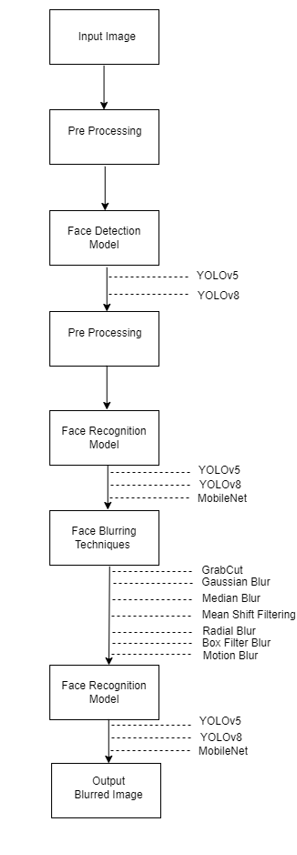 Input Image
Pre Processing
Face Detection
Model
YOLOv5
YOLOv8
Pre Processing
Face Recognition
Model
YOLOv5
YOLOv8
MobileNet
Face Blurring
Techniques
GrabCut
Gaussian Blur
Median Blur
Mean Shift Filtering
Radial Blur
Box Filter Blur
Motion Blur
Face Recognition
Model
YOLOv5
YOLOv8
MobileNet
Output
Blurred Image